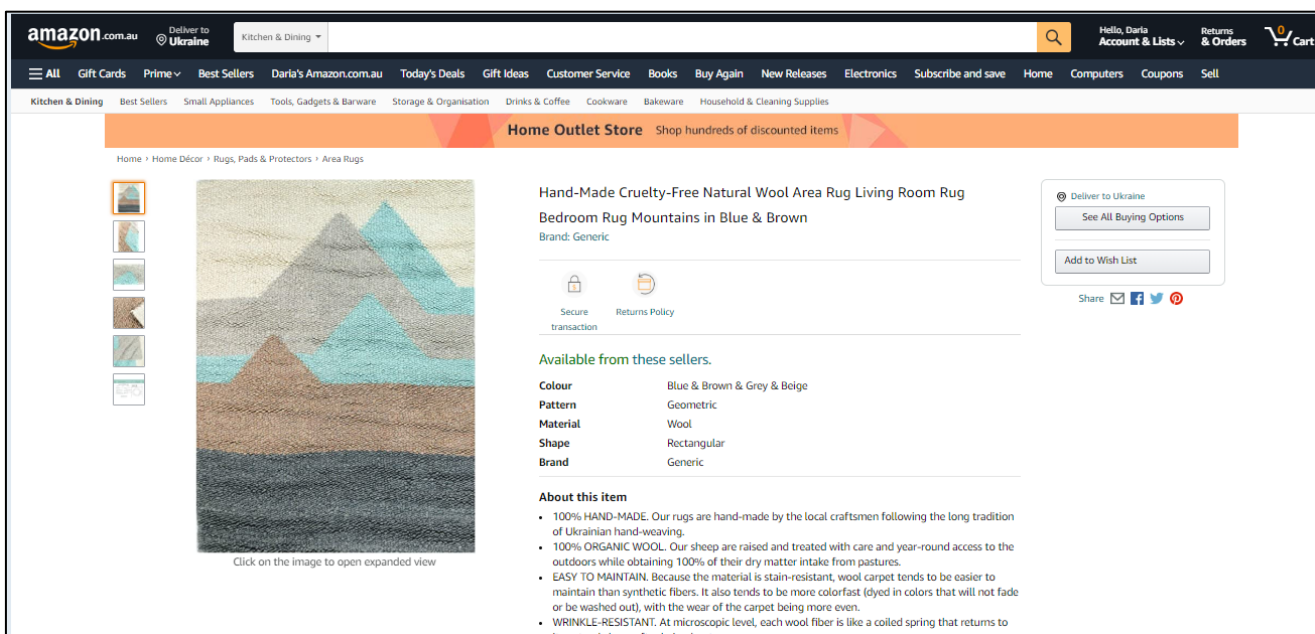 amazon.com.au
Deliver to
Ukraine
Kitchen & Dining
Hello, Daria
Account & Lists
Returns
& Orders
0
Cart
All Gift Cards Prime Best Sellers Daria's Amazon.com.au Today's Deals Gift Ideas Customer Service Books Buy Again New Releases Electronics Subscribe and save Home Computers Coupons Sell
Kitchen & Dining Best Sellers Small Appliances Tools, Gadgets & Barware Storage & Organisation Drinks & Coffee Cookware Bakeware Household & Cleaning Supplies
Home Outlet Store Shop hundreds of discounted items
Home › Home Décor › Rugs, Pads & Protectors › Area Rugs
Click on the image to open expanded view
Hand-Made Cruelty-Free Natural Wool Area Rug Living Room Rug
Bedroom Rug Mountains in Blue & Brown
Brand: Generic
Secure
transaction
Returns Policy
Available from these sellers.
Colour Blue & Brown & Grey & Beige
Pattern Geometric
Material Wool
Shape Rectangular
Brand Generic
About this item
• 100% HAND-MADE. Our rugs are hand-made by the local craftsmen following the long tradition
of Ukrainian hand-weaving.
• 100% ORGANIC WOOL. Our sheep are raised and treated with care and year-round access to the
outdoors while obtaining 100% of their dry matter intake from pastures.
• EASY TO MAINTAIN. Because the material is stain-resistant, wool carpet tends to be easier to
maintain than synthetic fibers. It also tends to be more colorfast (dyed in colors that will not fade
or be washed out), with the wear of the carpet being more even.
• WRINKLE-RESISTANT. At microscopic level, each wool fiber is like a coiled spring that returns to
Deliver to Ukraine
See All Buying Options
Add to Wish List
Share